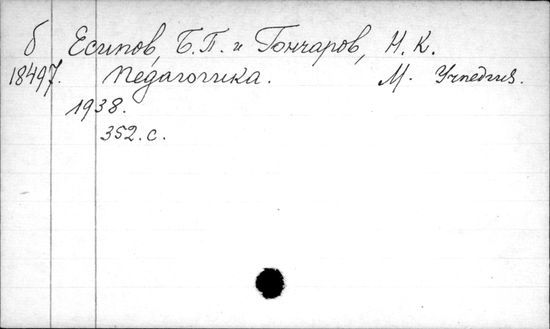 б Есипов, Б.П. и Гончаров, Н.К.
18497. Педагогика. М. Учпедгиз.
1938.
352.с.